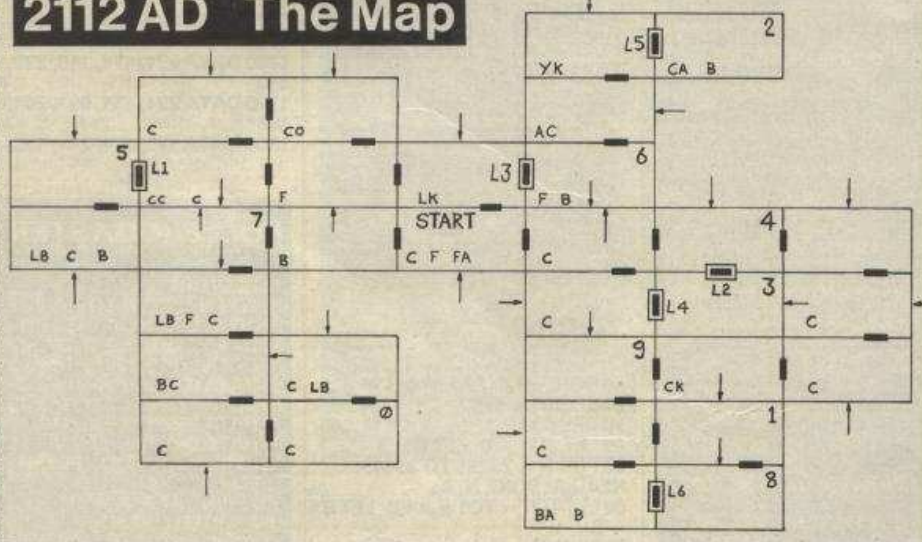 2112 AD The Map
2
L5
YK CA B
C CO AC
5 6
L1 L3
CC C F LK F B
7 START 4
LB C B B C F FA C
L2 3
L4
LB F C C C
9
BC C LB CK C
Ø 1
C C C
8
L6
BA B